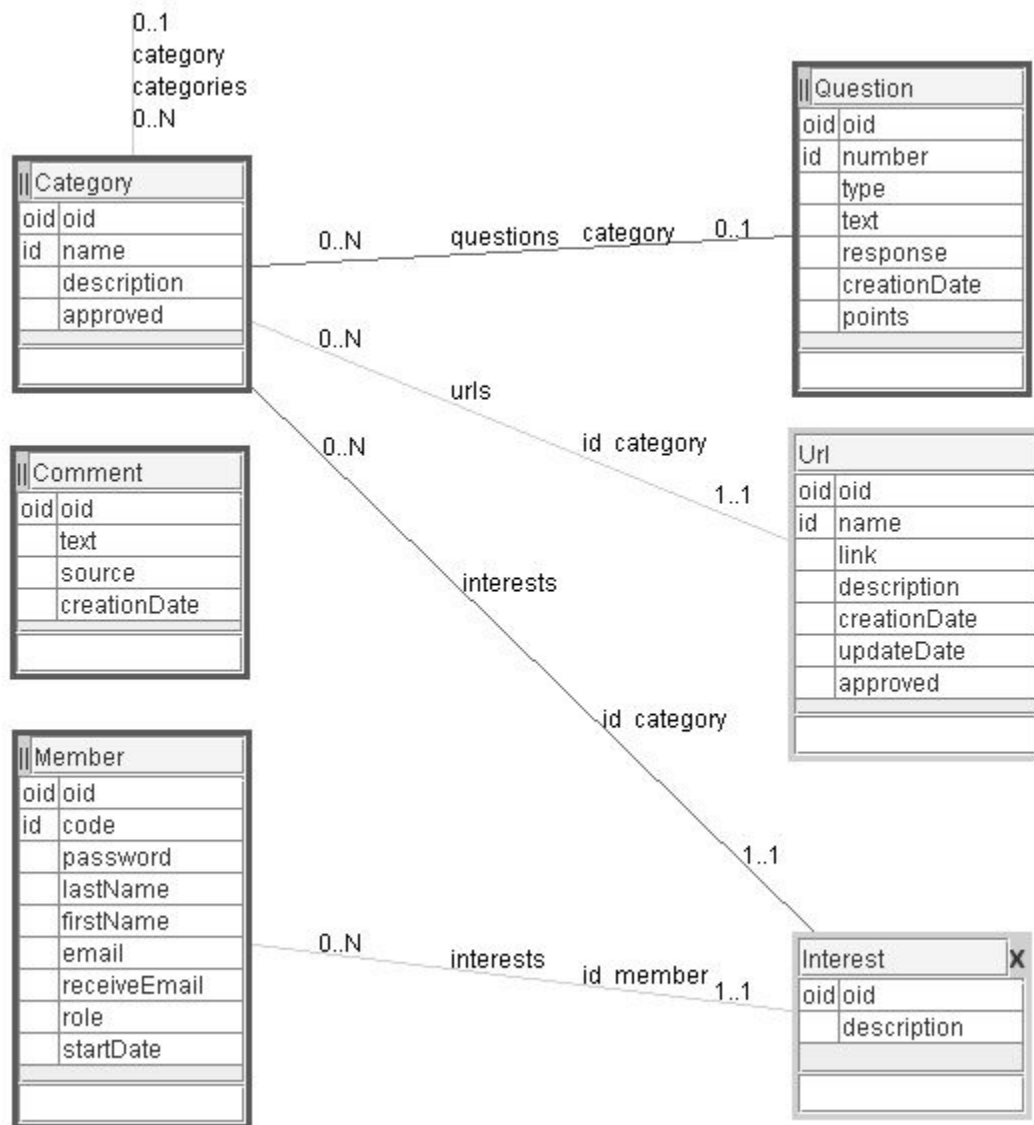 0..1
category
categories
0..N
|| Category
oid oid
id name
description
approved
0..N questions category 0..1
|| Question
oid oid
id number
type
text
response
creationDate
points
0..N
urls
id category
1..1
Url
oid oid
id name
link
description
creationDate
updateDate
approved
0..N
interests
id category
1..1
|| Comment
oid oid
text
source
creationDate
|| Member
oid oid
id code
password
lastName
firstName
email
receiveEmail
role
startDate
0..N
interests
id member
1..1
Interest X
oid oid
description